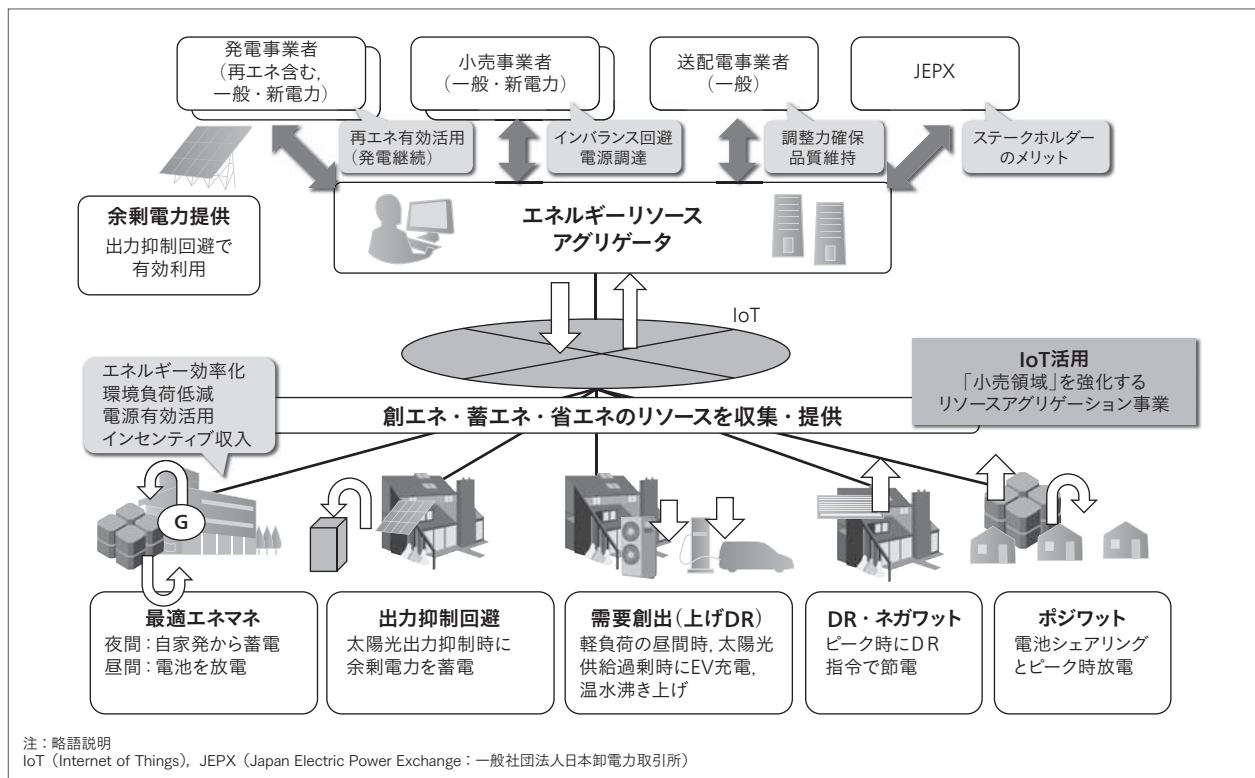 発電事業者
(再エネ含む,
一般・新電力)
小売事業者
(一般・新電力)
送配電事業者
(一般)
JEPX
再エネ有効活用
(発電継続)
インバランス回避
電源調達
調整力確保
品質維持
ステークホルダー
のメリット
余剰電力提供
出力抑制回避で
有効利用
エネルギーリソース
アグリゲータ
IoT
エネルギー効率化
環境負荷低減
電源有効活用
インセンティブ収入
IoT活用
「小売領域」を強化する
リソースアグリゲーション事業
創エネ・蓄エネ・省エネのリソースを収集・提供
G
最適エネマネ
夜間:自家発から蓄電
昼間:電池を放電
出力抑制回避
太陽光出力抑制時に
余剰電力を蓄電
需要創出(上げDR)
軽負荷の昼間時, 太陽光
供給過剰時にEV充電,
温水沸き上げ
DR・ネガワット
ピーク時にDR
指令で節電
ポジワット
電池シェアリング
とピーク時放電
注:略語説明
IoT(Internet of Things), JEPX(Japan Electric Power Exchange:一般社団法人日本卸電力取引所)